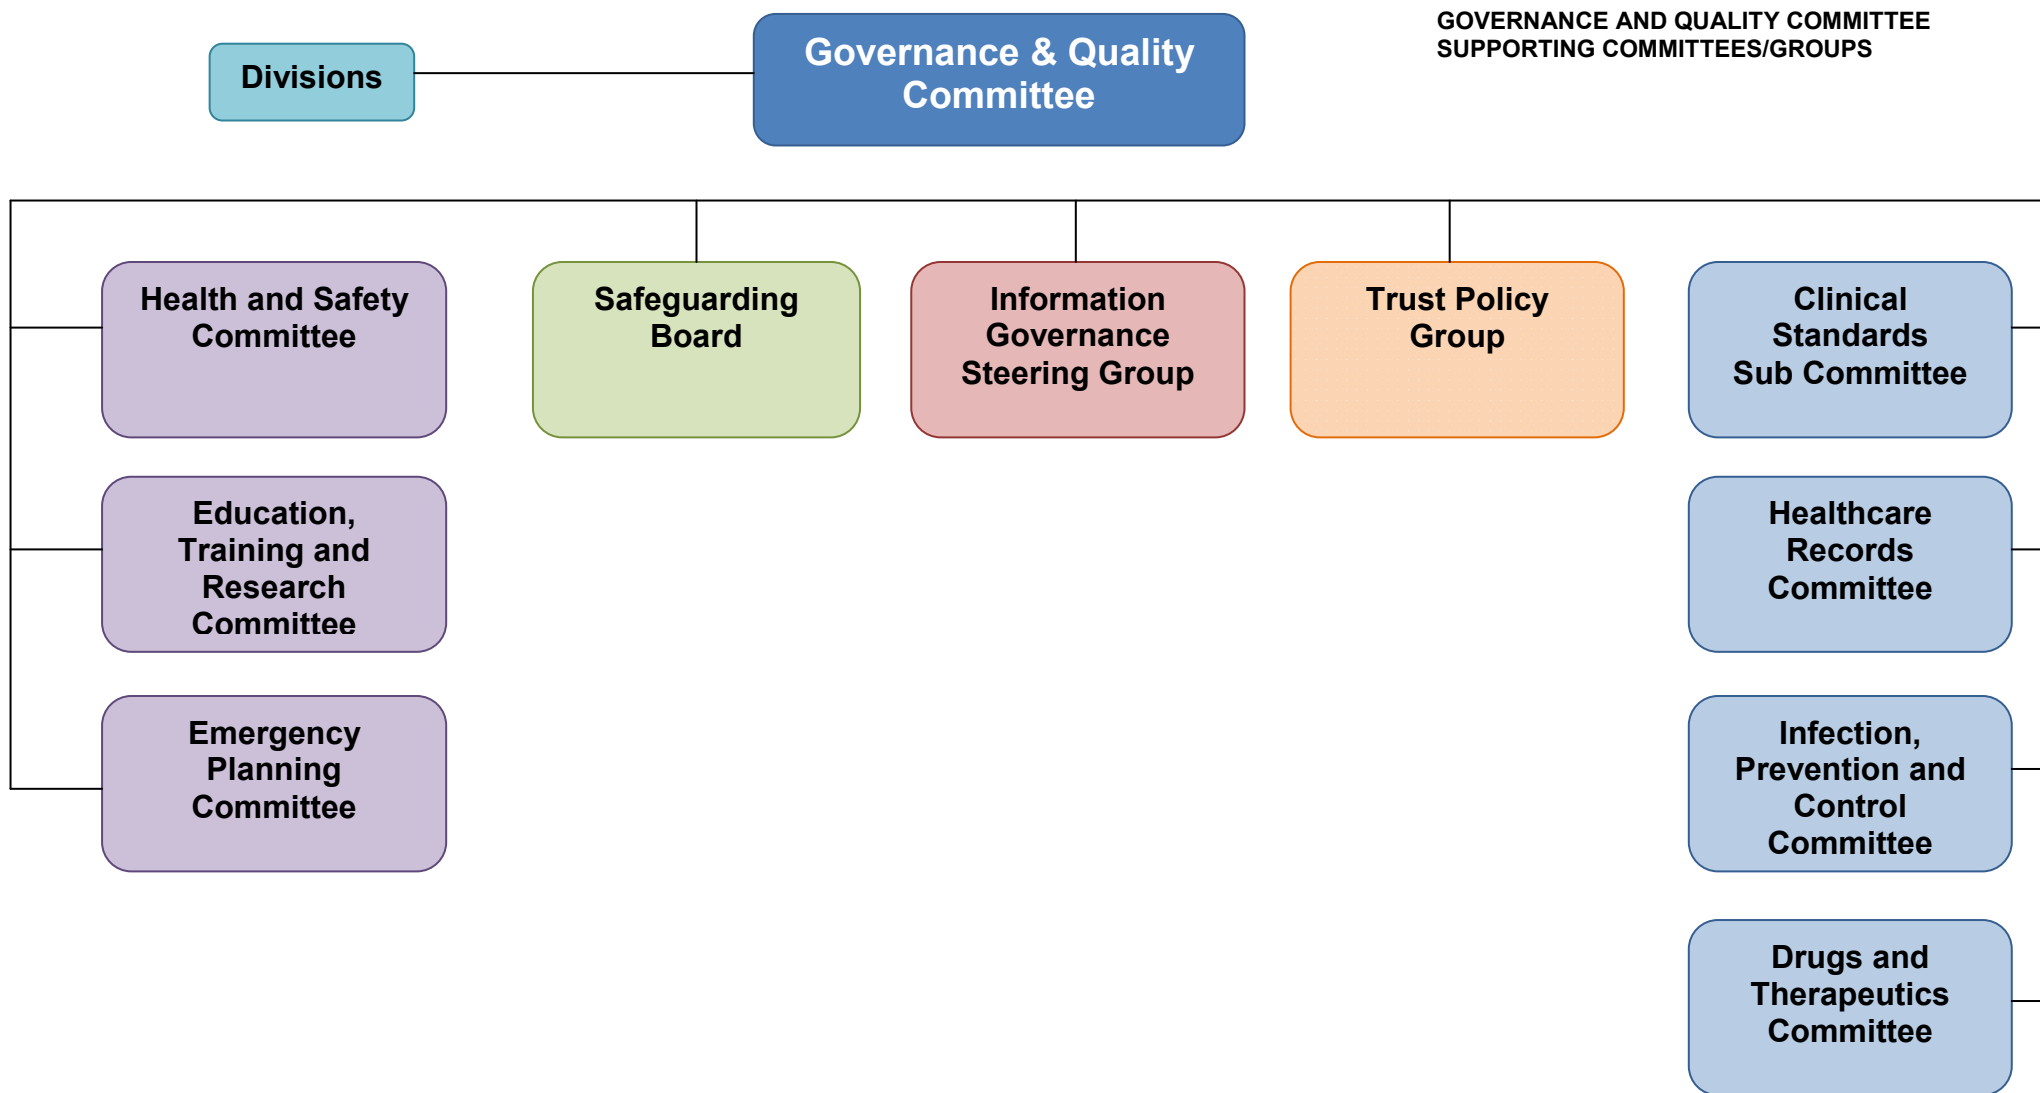 GOVERNANCE AND QUALITY COMMITTEE
SUPPORTING COMMITTEES/GROUPS
Divisions
Governance & Quality
Committee
Health and Safety
Committee
Safeguarding
Board
Information
Governance
Steering Group
Trust Policy
Group
Clinical
Standards
Sub Committee
Education,
Training and
Research
Committee
Healthcare
Records
Committee
Emergency
Planning
Committee
Infection,
Prevention and
Control
Committee
Drugs and
Therapeutics
Committee